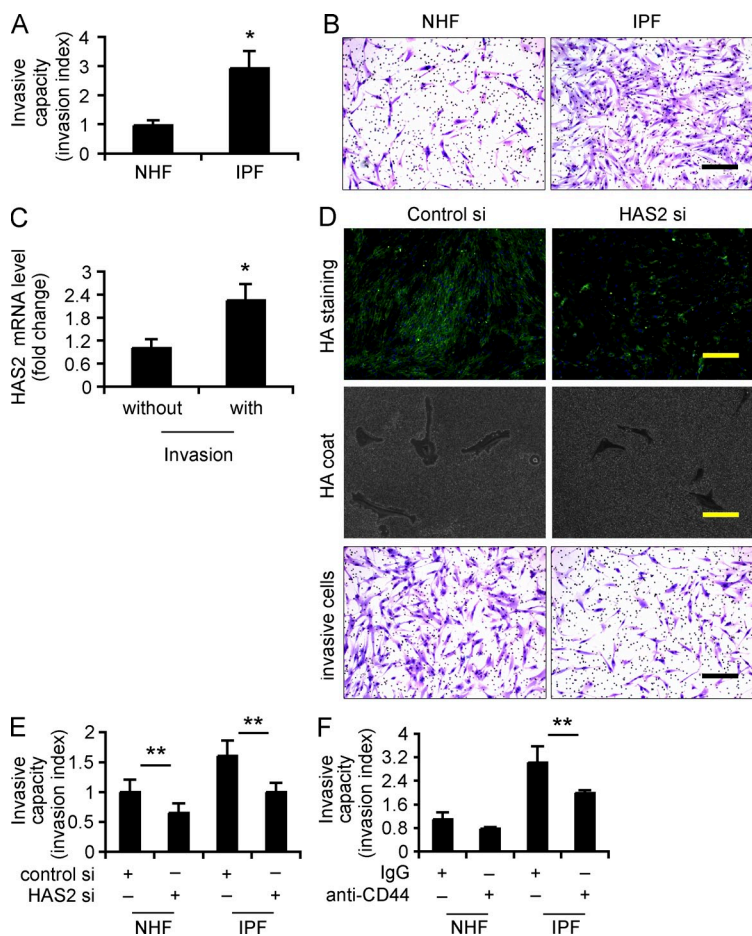 A
Invasive
capacity
(invasion index)
4
3
2
1
0
*
NHF
IPF
B
NHF
IPF
C
HAS2 mRNA level
(fold change)
3
2.4
1.8
1.2
0.6
0
*
without
with
Invasion
D
Control si
HAS2 si
HA staining
HA coat
invasive cells
E
Invasive
capacity
(invasion index)
2
1.5
1
0.5
0
**
**
control si
+
–
+
–
HAS2 si
–
+
–
+
NHF
IPF
F
Invasive
capacity
(invasion index)
4
3.2
2.4
1.6
0.8
0
**
IgG
+
–
+
–
anti-CD44
–
+
–
+
NHF
IPF